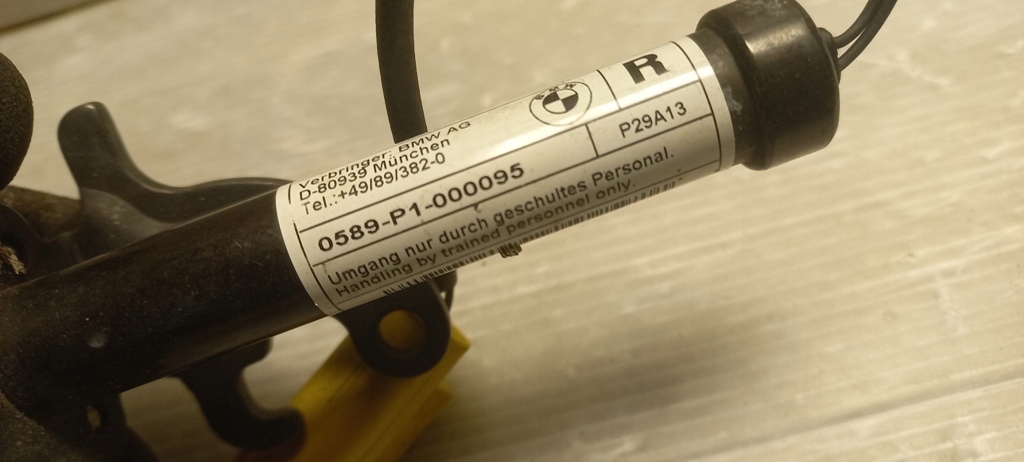 R
Verbringer: BMW AG
D-80939 München
Tel.:+49/89/382-0
P29A13
0589-P1-000095
Umgang nur durch geschultes Personal.
Handling by trained personnel only.